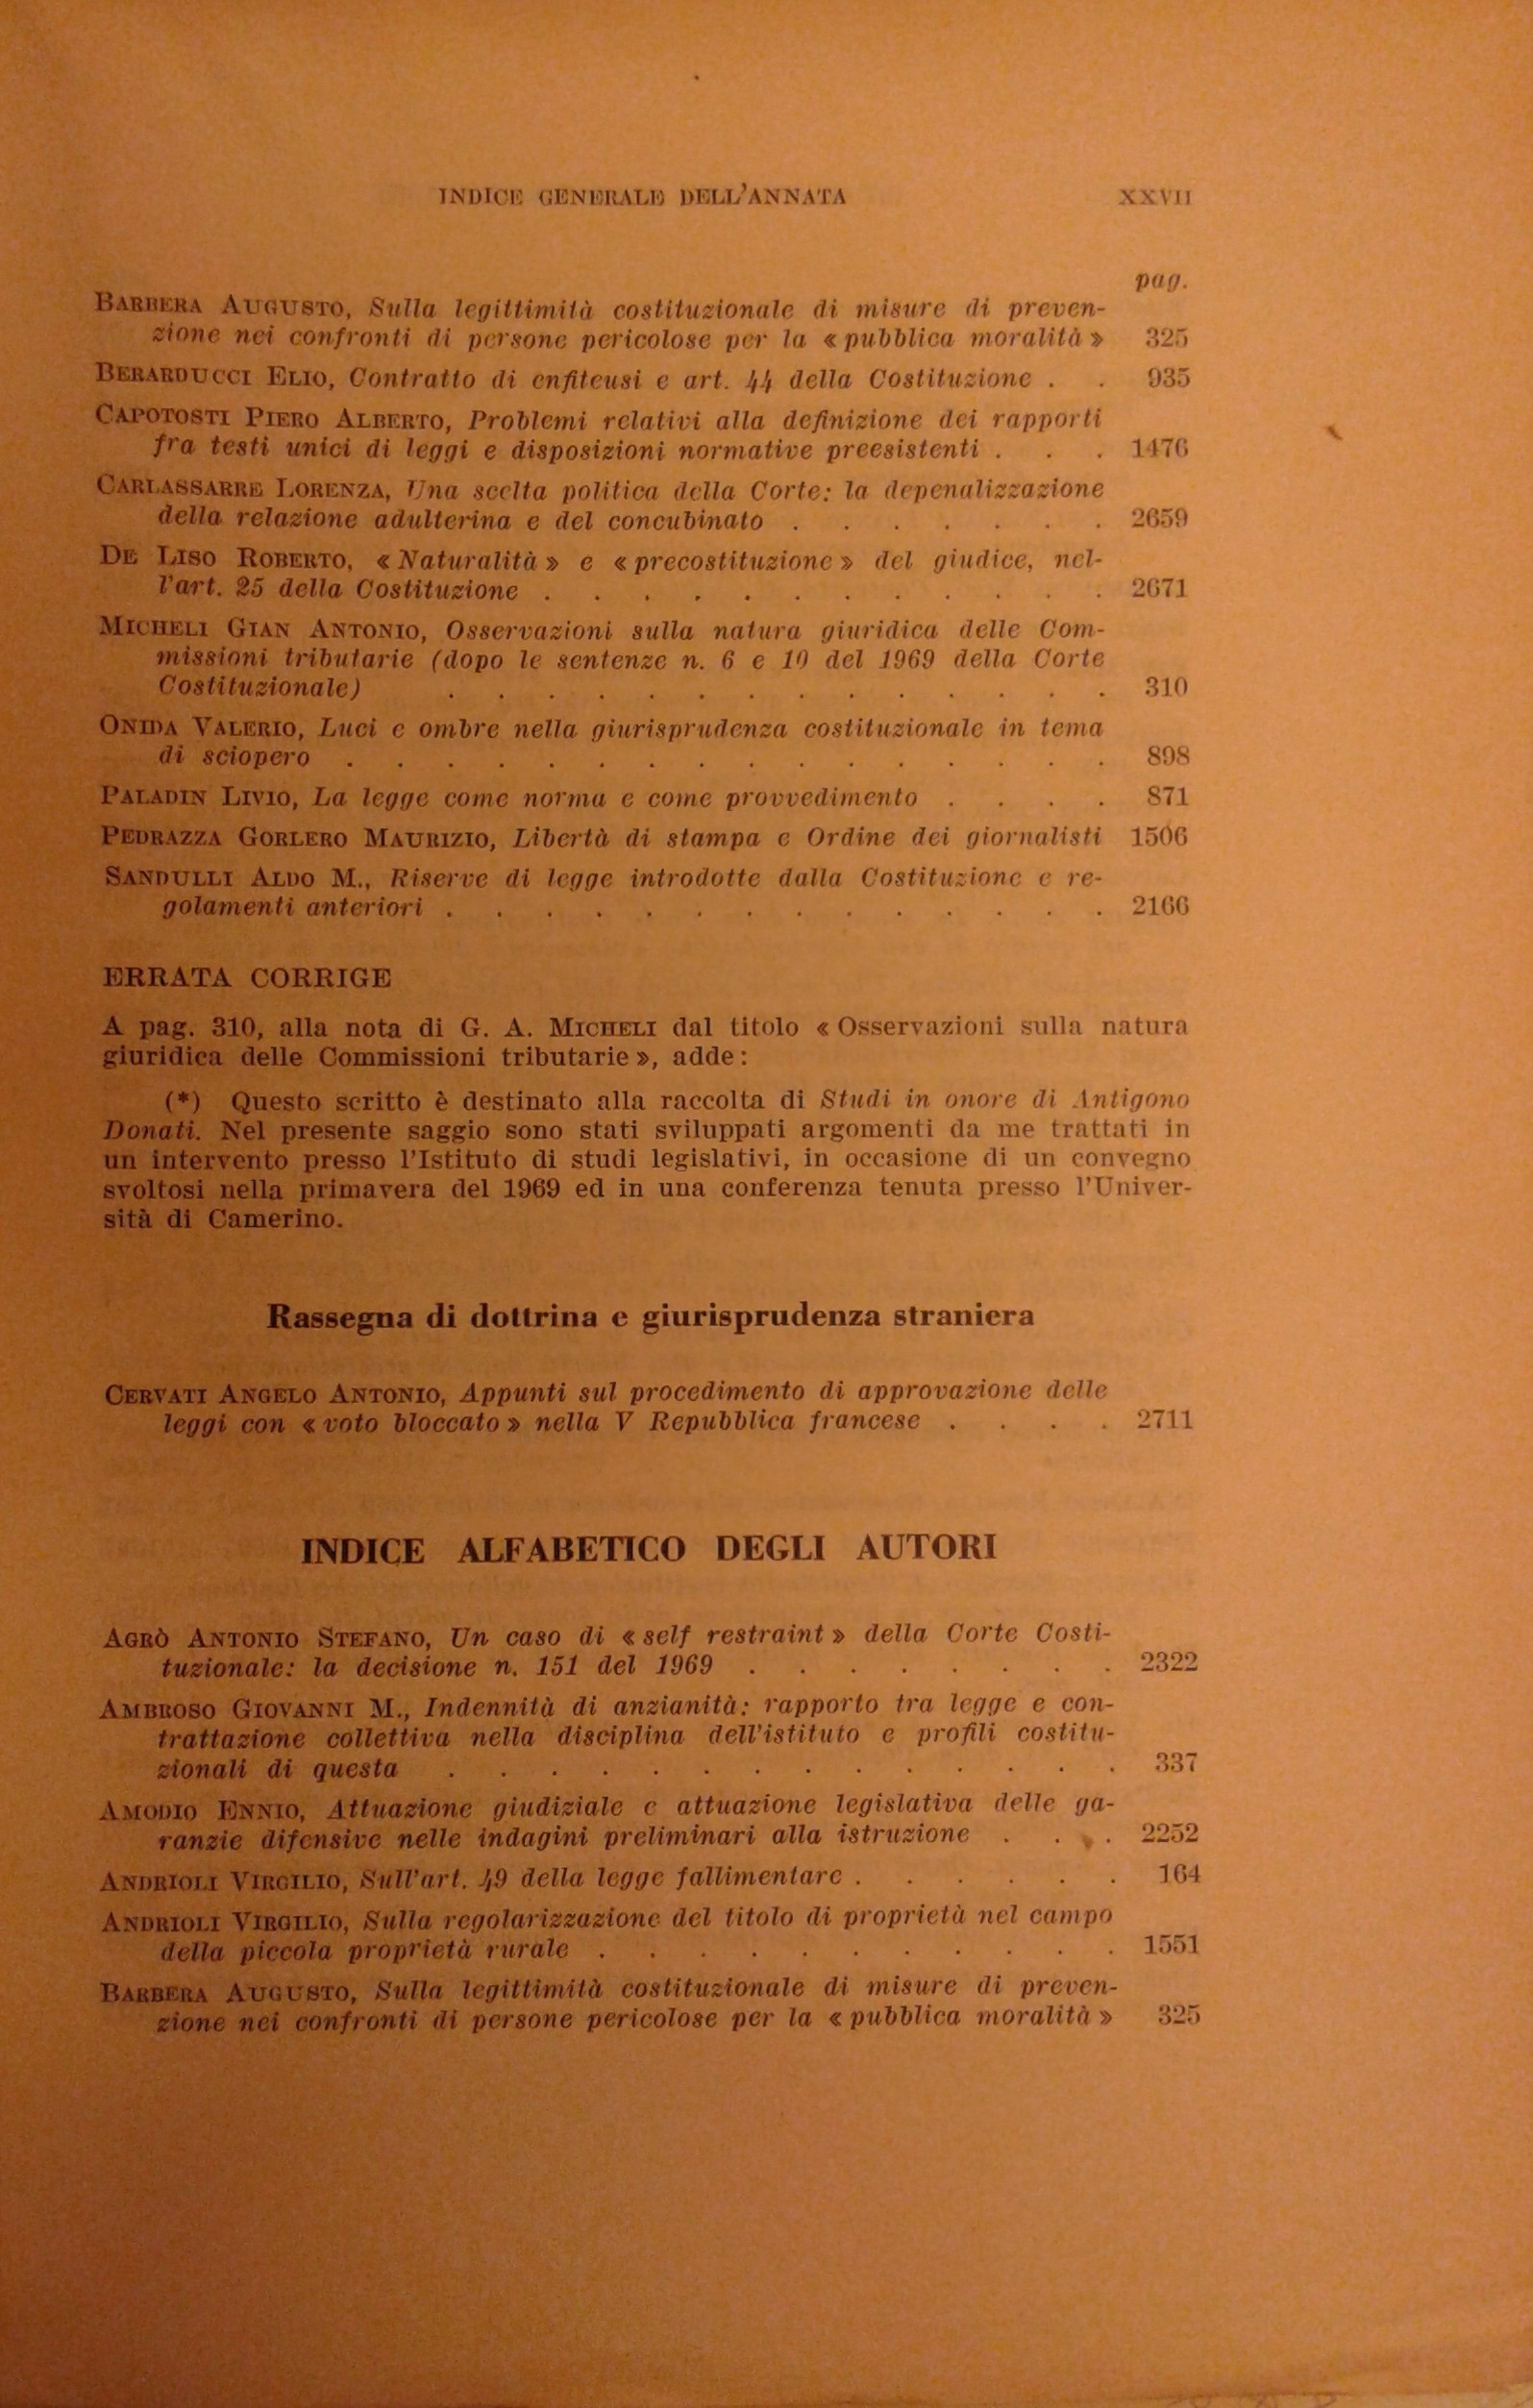 INDICE GENERALE DELL'ANNATA XXVII
pag.
BARBERA AUGUSTO, Sulla legittimità costituzionale di misure di preven-
zione nei confronti di persone pericolose per la « pubblica moralità » 325
BERARDUCCI ELIO, Contratto di enfiteusi e art. 44 della Costituzione . . 935
CAPOTOSTI PIERO ALBERTO, Problemi relativi alla definizione dei rapporti
fra testi unici di leggi e disposizioni normative preesistenti . . . 1476
CARLASSARRE LORENZA, Una scelta politica della Corte: la depenalizzazione
della relazione adulterina e del concubinato . . . . . . . 2659
DE LISO ROBERTO, « Naturalità » e « precostituzione » del giudice, nel-
l'art. 25 della Costituzione . . . . . . . . . . . . 2671
MICHELI GIAN ANTONIO, Osservazioni sulla natura giuridica delle Com-
missioni tributarie (dopo le sentenze n. 6 e 10 del 1969 della Corte
Costituzionale) . . . . . . . . . . . . . . 310
ONIDA VALERIO, Luci e ombre nella giurisprudenza costituzionale in tema
di sciopero . . . . . . . . . . . . . . . . 898
PALADIN LIVIO, La legge come norma e come provvedimento . . . . 871
PEDRAZZA GORLERO MAURIZIO, Libertà di stampa e Ordine dei giornalisti 1506
SANDULLI ALDO M., Riserve di legge introdotte dalla Costituzione e re-
golamenti anteriori . . . . . . . . . . . . . . 2166
ERRATA CORRIGE
A pag. 310, alla nota di G. A. MICHELI dal titolo « Osservazioni sulla natura
giuridica delle Commissioni tributarie », adde:
(*) Questo scritto è destinato alla raccolta di Studi in onore di Antigono
Donati. Nel presente saggio sono stati sviluppati argomenti da me trattati in
un intervento presso l'Istituto di studi legislativi, in occasione di un convegno
svoltosi nella primavera del 1969 ed in una conferenza tenuta presso l'Univer-
sità di Camerino.
Rassegna di dottrina e giurisprudenza straniera
CERVATI ANGELO ANTONIO, Appunti sul procedimento di approvazione delle
leggi con « voto bloccato » nella V Repubblica francese . . . . 2711
INDICE ALFABETICO DEGLI AUTORI
AGRÒ ANTONIO STEFANO, Un caso di « self restraint » della Corte Costi-
tuzionale: la decisione n. 151 del 1969 . . . . . . . . 2322
AMBROSO GIOVANNI M., Indennità di anzianità: rapporto tra legge e con-
trattazione collettiva nella disciplina dell'istituto e profili costitu-
zionali di questa . . . . . . . . . . . . . . 337
AMODIO ENNIO, Attuazione giudiziale e attuazione legislativa delle ga-
ranzie difensive nelle indagini preliminari alla istruzione . . . 2252
ANDRIOLI VIRGILIO, Sull'art. 49 della legge fallimentare . . . . . . 164
ANDRIOLI VIRGILIO, Sulla regolarizzazione del titolo di proprietà nel campo
della piccola proprietà rurale . . . . . . . . . . . 1551
BARBERA AUGUSTO, Sulla legittimità costituzionale di misure di preven-
zione nei confronti di persone pericolose per la « pubblica moralità » 325